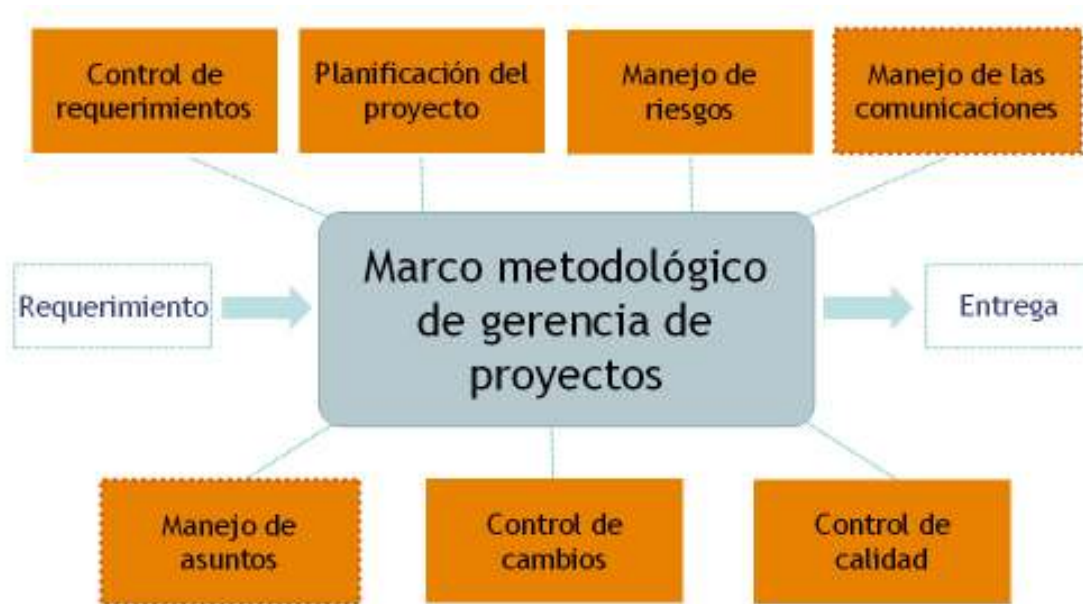 Control de
requerimientos
Planificación del
proyecto
Manejo de
riesgos
Manejo de las
comunicaciones
Requerimiento
Marco metodológico
de gerencia de
proyectos
Entrega
Manejo de
asuntos
Control de
cambios
Control de
calidad